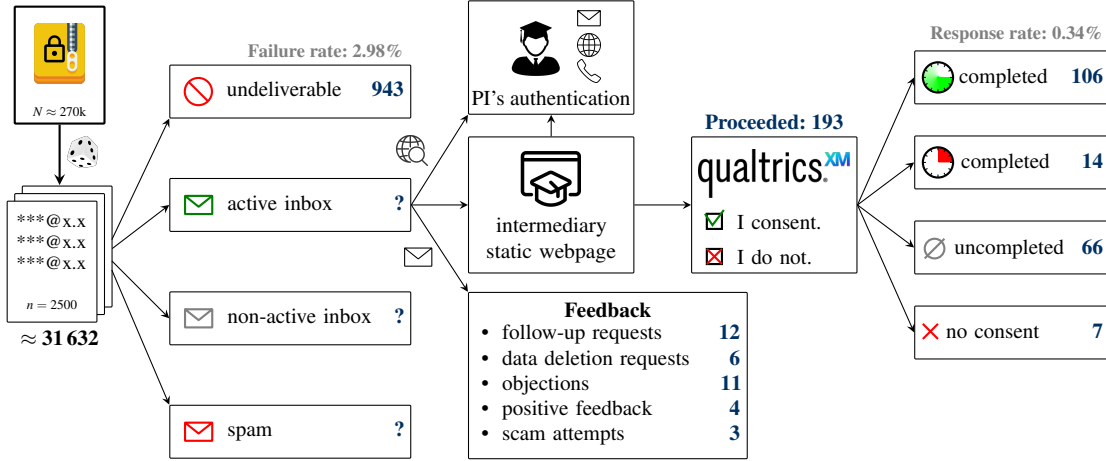 N ≈ 270k
***@x.x
***@x.x
***@x.x
n = 2500
≈ 31 632
Failure rate: 2.98%
undeliverable 943
active inbox ?
non-active inbox ?
spam ?
PI's authentication
intermediary
static webpage
Feedback
• follow-up requests 12
• data deletion requests 6
• objections 11
• positive feedback 4
• scam attempts 3
Proceeded: 193
qualtrics.XM
I consent.
I do not.
Response rate: 0.34%
completed 106
completed 14
uncompleted 66
no consent 7